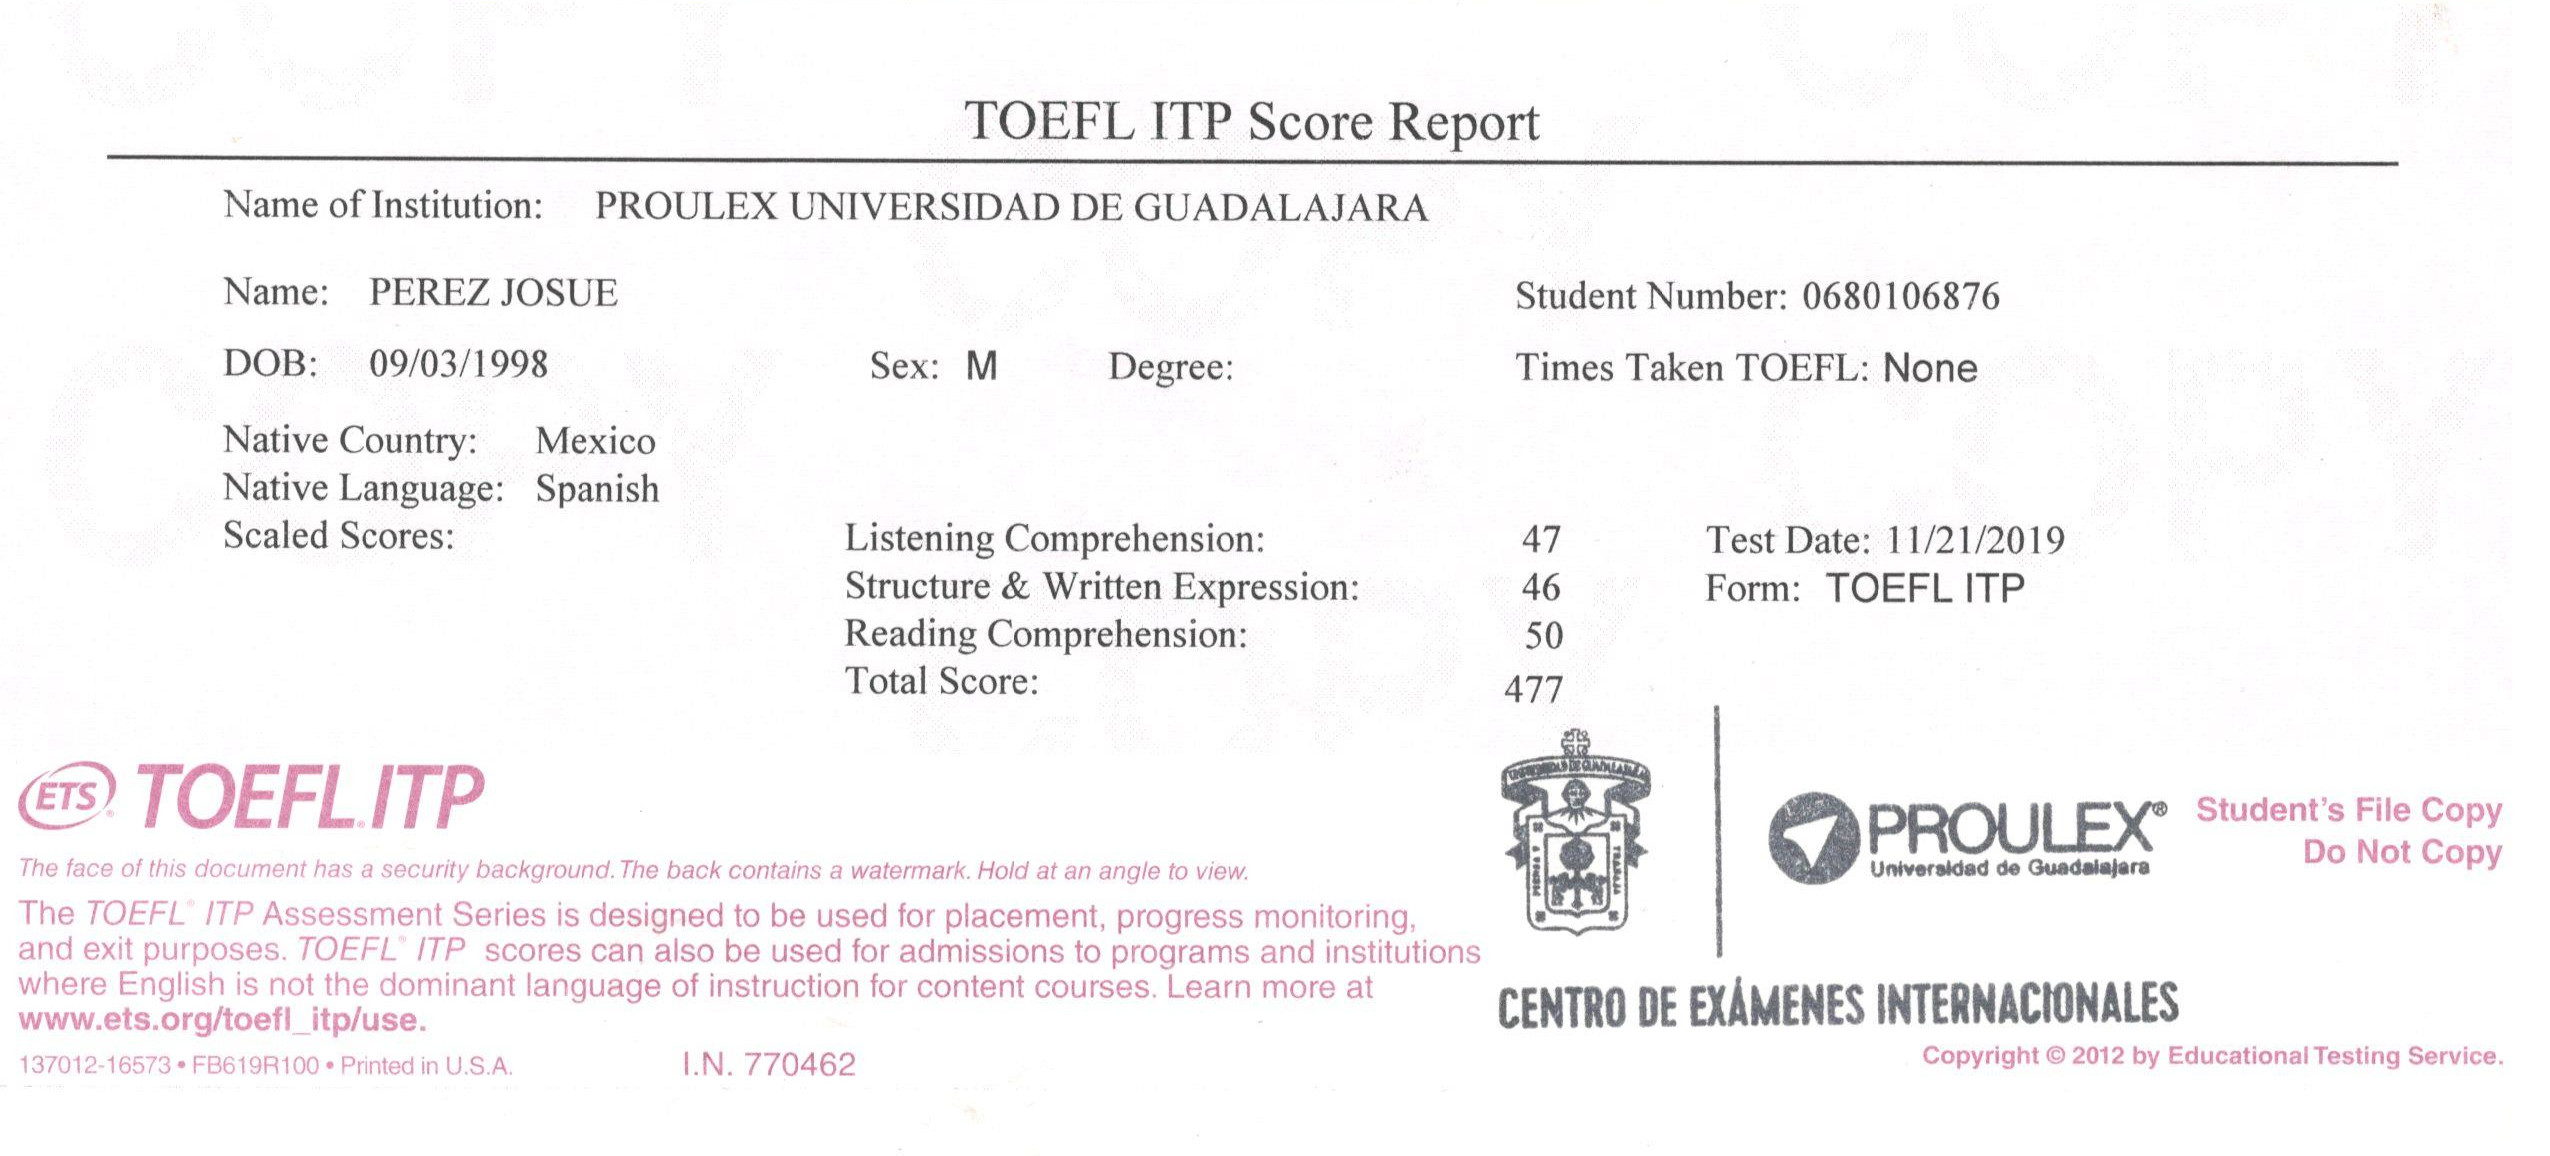 TOEFL ITP Score Report
Name of Institution: PROULEX UNIVERSIDAD DE GUADALAJARA
Name: PEREZ JOSUE
Student Number: 0680106876
DOB: 09/03/1998
Sex: M
Degree:
Times Taken TOEFL: None
Native Country: Mexico
Native Language: Spanish
Scaled Scores:
Listening Comprehension: 47
Structure & Written Expression: 46
Reading Comprehension: 50
Total Score: 477
Test Date: 11/21/2019
Form: TOEFL ITP
ETS® TOEFL ITP
The face of this document has a security background. The back contains a watermark. Hold at an angle to view.
The TOEFL® ITP Assessment Series is designed to be used for placement, progress monitoring,
and exit purposes. TOEFL® ITP scores can also be used for admissions to programs and institutions
where English is not the dominant language of instruction for content courses. Learn more at
www.ets.org/toefl_itp/use.
137012-16573 • FB619R100 • Printed in U.S.A.
I.N. 770462
UNIVERSIDAD DE GUADALAJARA
PIENSA Y TRABAJA
PROULEX®
Universidad de Guadalajara
CENTRO DE EXÁMENES INTERNACIONALES
Student's File Copy
Do Not Copy
Copyright © 2012 by Educational Testing Service.
COPY
COPY
COPY
COPY
COPY
COPY